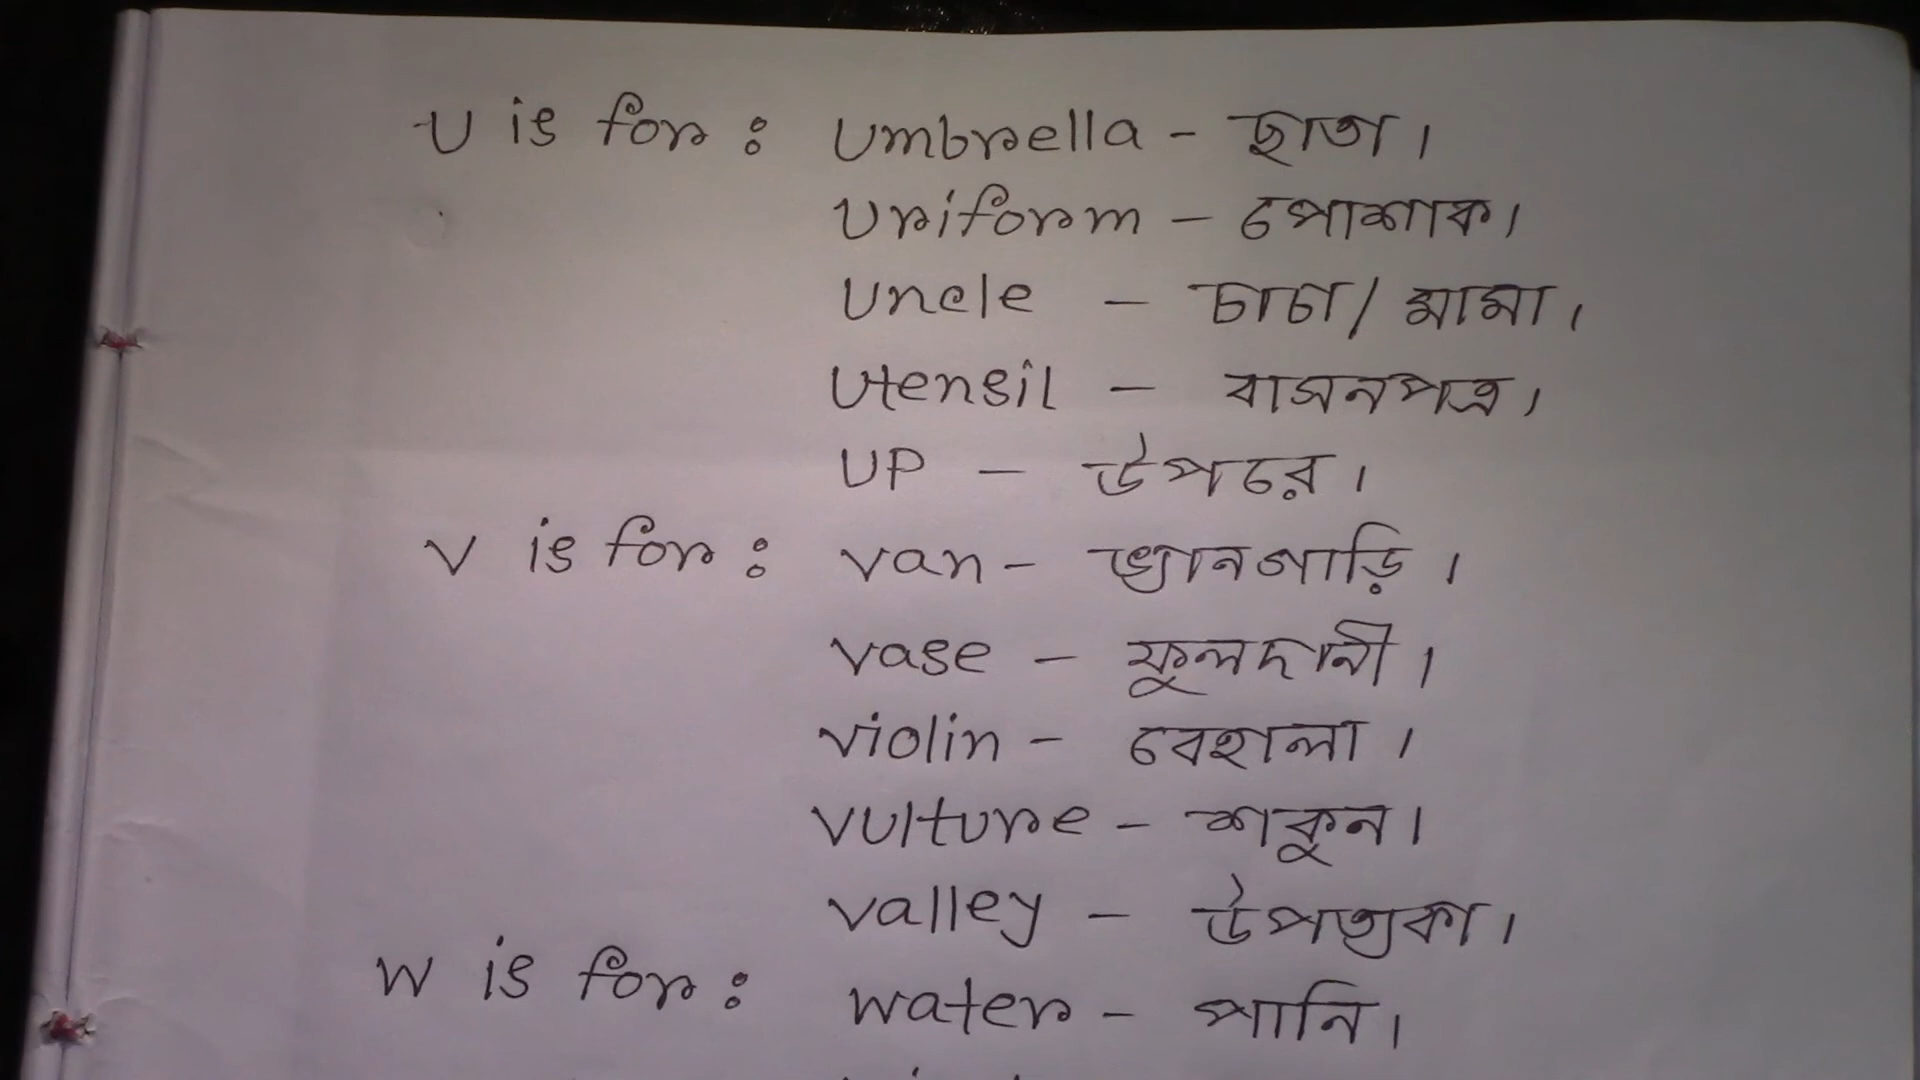 U is for : Umbrella - ছাতা।
Uniform - পোশাক।
Uncle - চাচা/ মামা।
Utensil - বাসনপত্র।
UP - উপরে।
V is for : van - ভ্যানগাড়ি।
vase - ফুলদানী।
violin - বেহালা।
vulture - শকুন।
valley - উপত্যকা।
W is for : water - পানি।